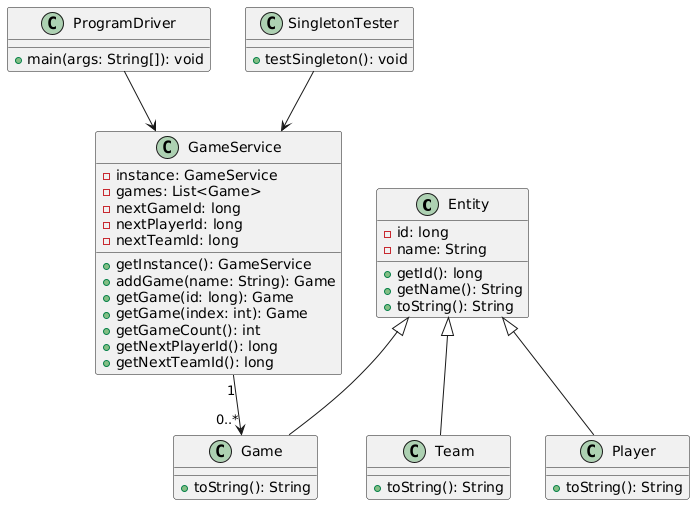 C ProgramDriver
main(args: String[]): void
C SingletonTester
testSingleton(): void
C GameService
instance: GameService
games: List<Game>
nextGameId: long
nextPlayerId: long
nextTeamId: long
getInstance(): GameService
addGame(name: String): Game
getGame(id: long): Game
getGame(index: int): Game
getGameCount(): int
getNextPlayerId(): long
getNextTeamId(): long
C Entity
id: long
name: String
getId(): long
getName(): String
toString(): String
1
0..*
C Game
toString(): String
C Team
toString(): String
C Player
toString(): String